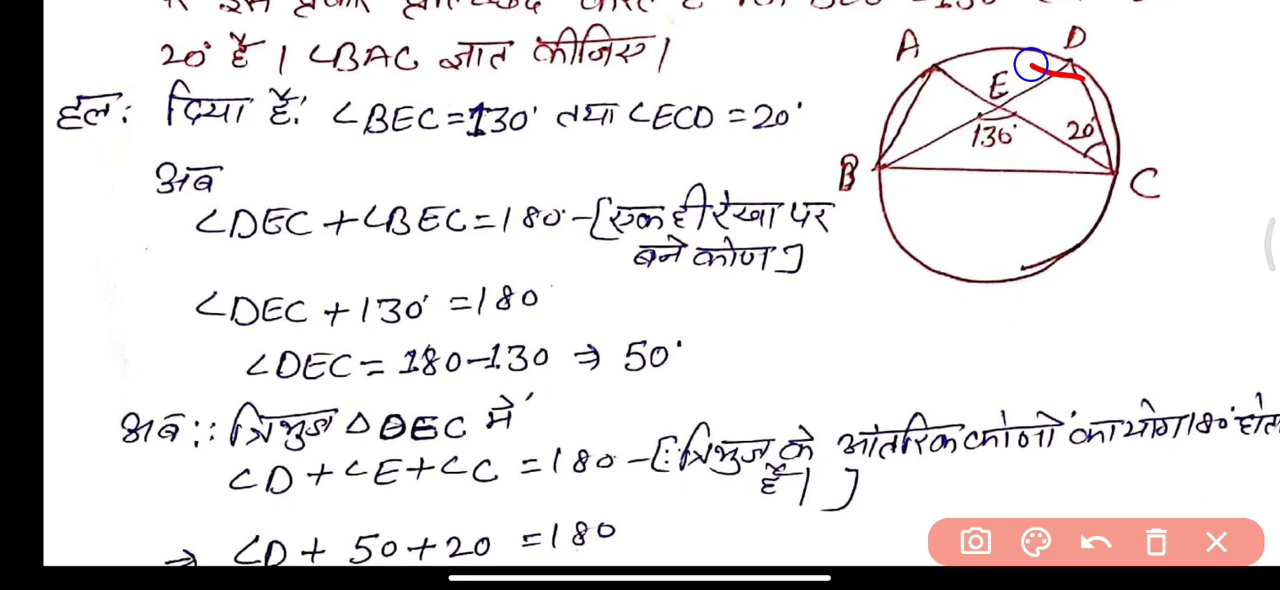 20° है। ∠BAC ज्ञात कीजिए।
हल: दिया है: ∠BEC = 130° तथा ∠ECD = 20°
अब
∠DEC + ∠BEC = 180 - [एक ही रेखा पर
बने कोण]
∠DEC + 130° = 180
∠DEC = 180 - 130 ⇒ 50°
अब :: त्रिभुज △DEC में
∠D + ∠E + ∠C = 180 - [∵ त्रिभुज के आंतरिक कोणों का योग 180°
है। ]
⇒ ∠D + 50 + 20 = 180
A
D
E
130°
20°
B
C